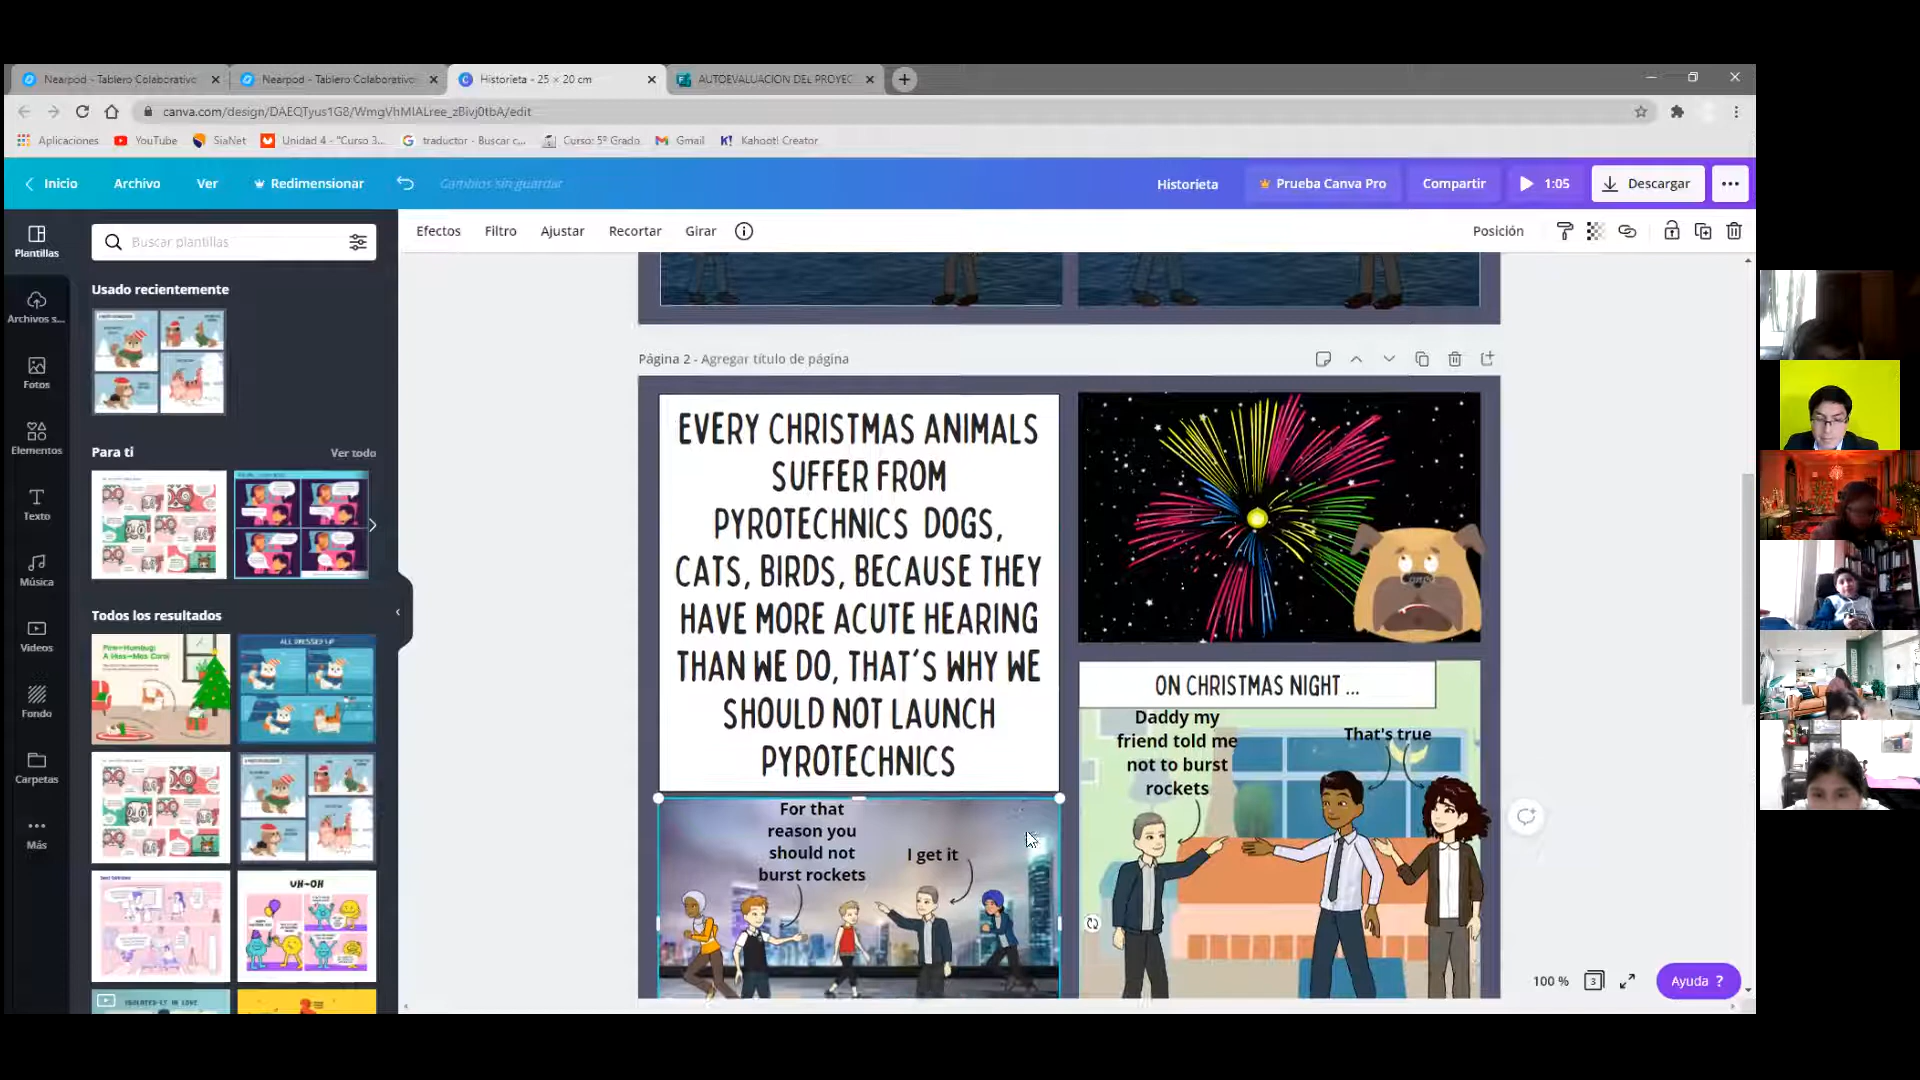 Nearpod - Tablero Colaborativo
Nearpod - Tablero Colaborativo
Historieta - 25 × 20 cm
AUTOEVALUACION DEL PROYEC
canva.com/design/DAEQTyus1G8/WmgVhMIALree_zBivj0tbA/edit
Aplicaciones
YouTube
SiaNet
Unidad 4 - "Curso 3...
traductor - Buscar c...
Curso: 5º Grado
Gmail
K! Kahoot! Creator
Inicio
Archivo
Ver
Redimensionar
Cambios sin guardar
Historieta
Prueba Canva Pro
Compartir
1:05
Descargar
Plantillas
Buscar plantillas
Efectos
Filtro
Ajustar
Recortar
Girar
Posición
Archivos s...
Fotos
Elementos
Texto
Música
Videos
Fondo
Carpetas
Más
Usado recientemente
Para ti
Ver todo
Todos los resultados
ALL DRESSED UP
UH-OH
Página 2 - Agregar título de página
EVERY CHRISTMAS ANIMALS
SUFFER FROM
PYROTECHNICS DOGS,
CATS, BIRDS, BECAUSE THEY
HAVE MORE ACUTE HEARING
THAN WE DO, THAT'S WHY WE
SHOULD NOT LAUNCH
PYROTECHNICS
Canva
ON CHRISTMAS NIGHT ...
Daddy my
friend told me
not to burst
rockets
That's true
For that
reason you
should not
burst rockets
I get it
100 %
3
Ayuda ?